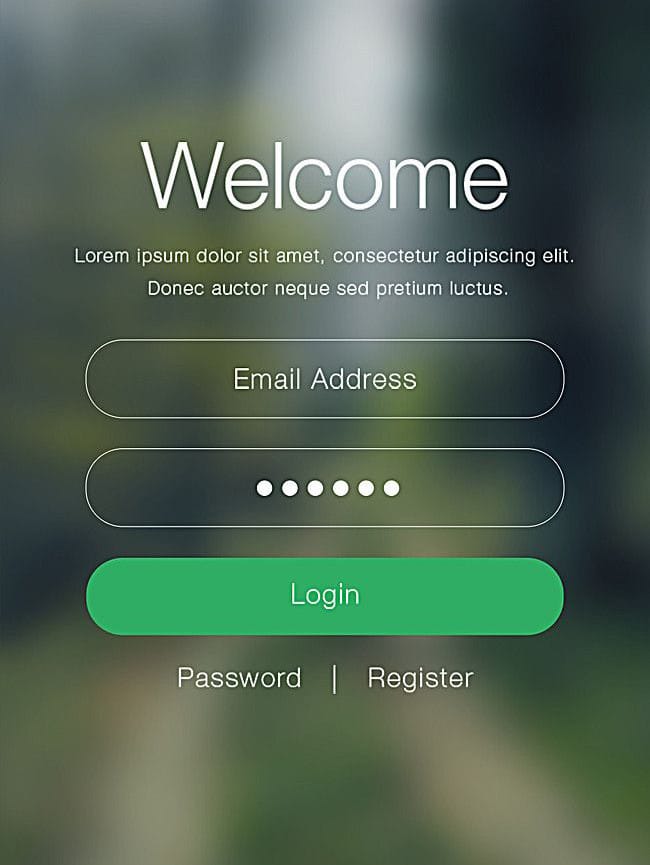 Welcome
Lorem ipsum dolor sit amet, consectetur adipiscing elit.
Donec auctor neque sed pretium luctus.
Email Address
●●●●●●
Login
Password | Register